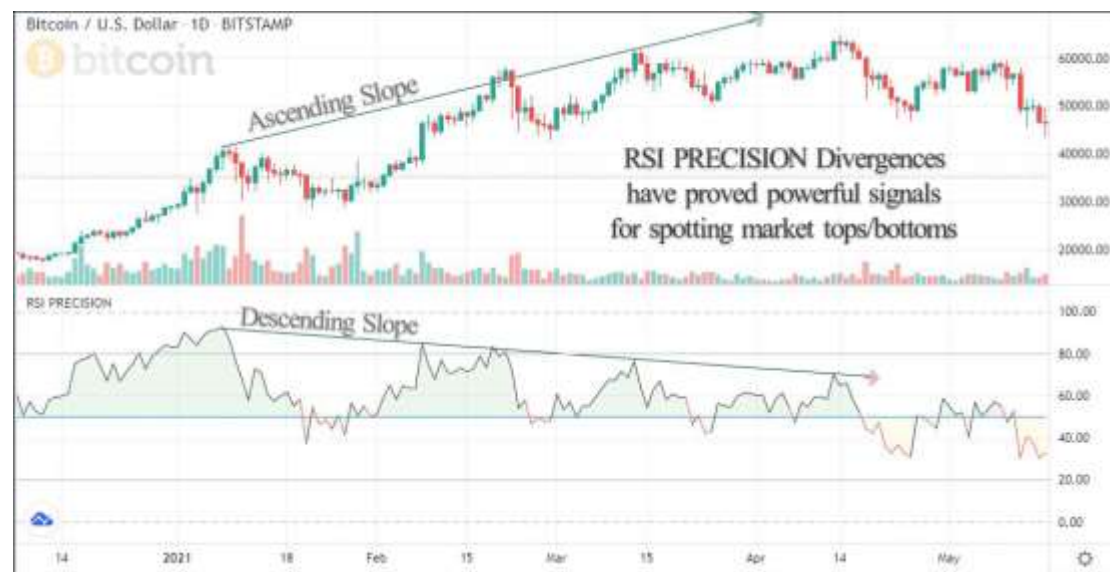 Bitcoin / U.S. Dollar · 1D · BITSTAMP
bitcoin
Ascending Slope
RSI PRECISION Divergences
have proved powerful signals
for spotting market tops/bottoms
60000.00
50000.00
40000.00
30000.00
20000.00
RSI PRECISION
Descending Slope
100.00
80.00
60.00
40.00
20.00
0.00
14 2021 18 Feb 15 Mar 15 Apr 14 May